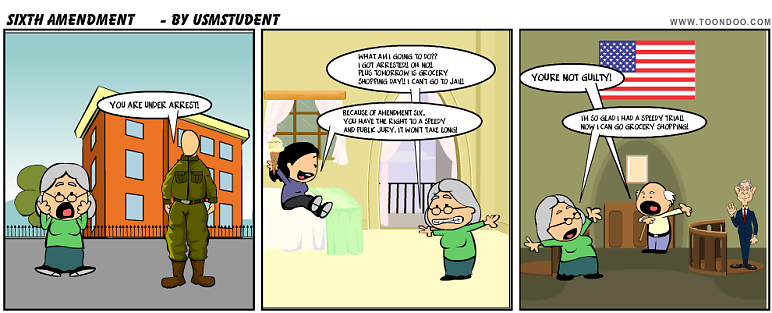 SIXTH AMENDMENT - BY USMSTUDENT
WWW.TOONDOO.COM
YOU ARE UNDER ARREST!
WHAT AM I GOING TO DO??
I GOT ARRESTED! OH NO!
PLUS TOMORROW IS GROCERY
SHOPPING DAY!! I CAN'T GO TO JAIL!
BECAUSE OF AMENDMENT SIX,
YOU HAVE THE RIGHT TO A SPEEDY
AND PUBLIC JURY. IT WON'T TAKE LONG!
YOURE NOT GUILTY!
I'M SO GLAD I HAD A SPEEDY TRIAL!
NOW I CAN GO GROCERY SHOPPING!